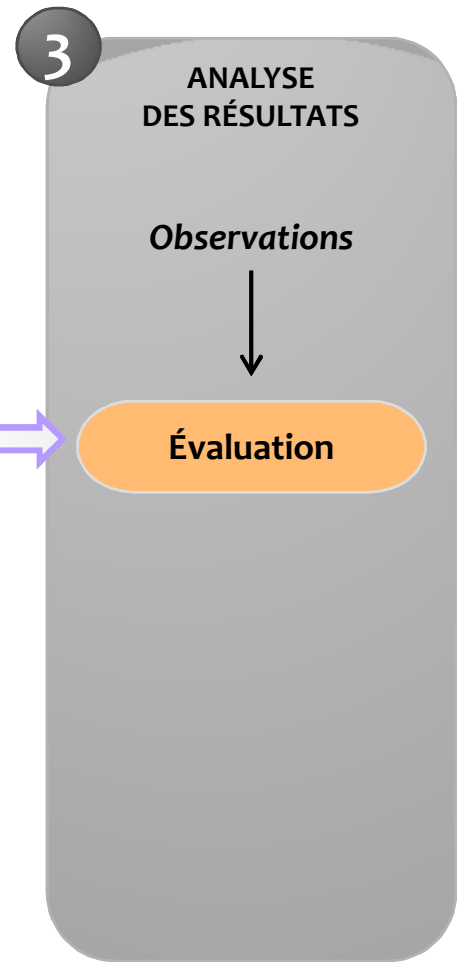 3
ANALYSE
DES RÉSULTATS
Observations
Évaluation